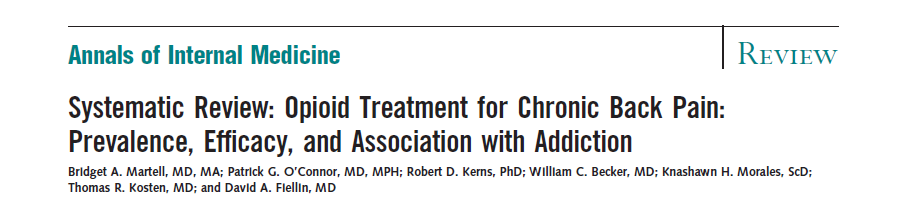 Annals of Internal Medicine
REVIEW
Systematic Review: Opioid Treatment for Chronic Back Pain:
Prevalence, Efficacy, and Association with Addiction
Bridget A. Martell, MD, MA; Patrick G. O'Connor, MD, MPH; Robert D. Kerns, PhD; William C. Becker, MD; Knashawn H. Morales, ScD;
Thomas R. Kosten, MD; and David A. Fiellin, MD